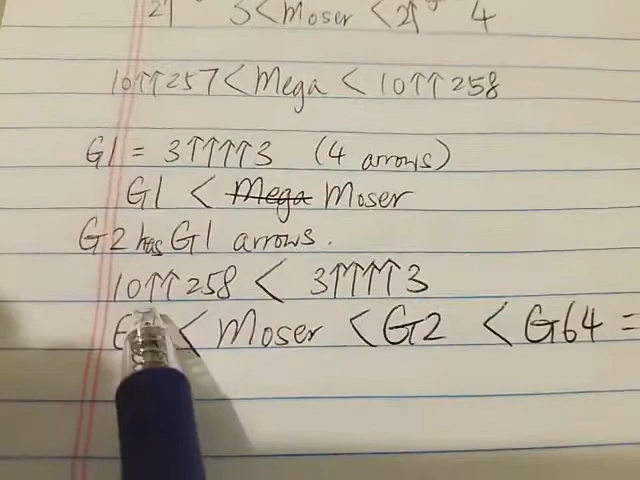 3 < Moser < 2↑ 4
10↑↑257 < Mega < 10↑↑258
G1 = 3↑↑↑↑3 (4 arrows)
G1 < Mega Moser
G2 has G1 arrows.
10↑↑258 < 3↑↑↑↑3
< Moser < G2 < G64 =